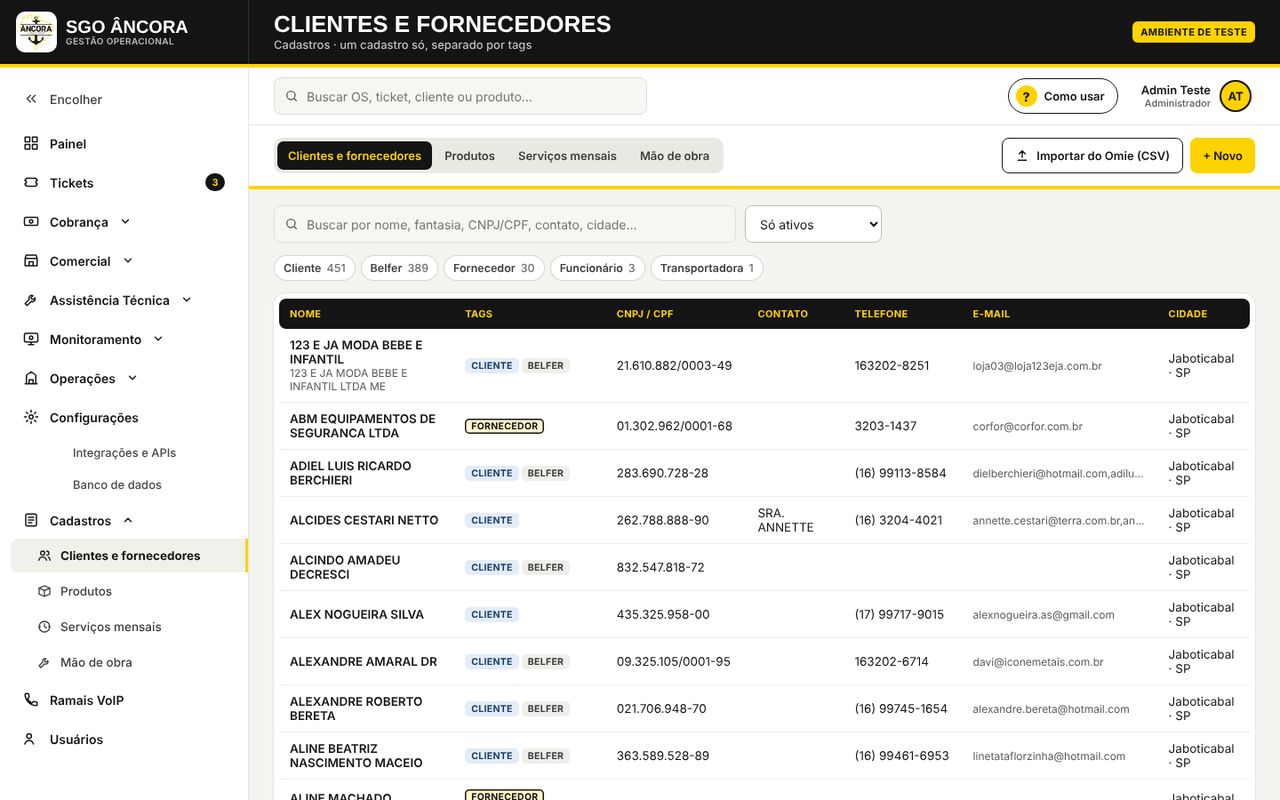 ÂNCORA
SGO ÂNCORA
GESTÃO OPERACIONAL
CLIENTES E FORNECEDORES
Cadastros · um cadastro só, separado por tags
AMBIENTE DE TESTE
Encolher
Painel
Tickets 3
Cobrança
Comercial
Assistência Técnica
Monitoramento
Operações
Configurações
Integrações e APIs
Banco de dados
Cadastros
Clientes e fornecedores
Produtos
Serviços mensais
Mão de obra
Ramais VoIP
Usuários
Buscar OS, ticket, cliente ou produto...
? Como usar
Admin Teste
Administrador
AT
Clientes e fornecedores Produtos Serviços mensais Mão de obra
Importar do Omie (CSV)
+ Novo
Buscar por nome, fantasia, CNPJ/CPF, contato, cidade...
Só ativos
Cliente 451 Belfer 389 Fornecedor 30 Funcionário 3 Transportadora 1
NOME TAGS CNPJ / CPF CONTATO TELEFONE E-MAIL CIDADE
123 E JA MODA BEBE E
INFANTIL
123 E JA MODA BEBE E
INFANTIL LTDA ME
CLIENTE BELFER 21.610.882/0003-49 163202-8251 loja03@loja123eja.com.br
Jaboticabal
· SP
ABM EQUIPAMENTOS DE
SEGURANCA LTDA
FORNECEDOR 01.302.962/0001-68 3203-1437 corfor@corfor.com.br
Jaboticabal
· SP
ADIEL LUIS RICARDO
BERCHIERI
CLIENTE BELFER 283.690.728-28 (16) 99113-8584 dielberchieri@hotmail.com,adilu...
Jaboticabal
· SP
ALCIDES CESTARI NETTO CLIENTE 262.788.888-90
SRA.
ANNETTE
(16) 3204-4021 annette.cestari@terra.com.br,an...
Jaboticabal
· SP
ALCINDO AMADEU
DECRESCI
CLIENTE BELFER 832.547.818-72
Jaboticabal
· SP
ALEX NOGUEIRA SILVA CLIENTE 435.325.958-00 (17) 99717-9015 alexnogueira.as@gmail.com
Jaboticabal
· SP
ALEXANDRE AMARAL DR CLIENTE BELFER 09.325.105/0001-95 163202-6714 davi@iconemetais.com.br
Jaboticabal
· SP
ALEXANDRE ROBERTO
BERETA
CLIENTE BELFER 021.706.948-70 (16) 99745-1654 alexandre.bereta@hotmail.com
Jaboticabal
· SP
ALINE BEATRIZ
NASCIMENTO MACEIO
CLIENTE BELFER 363.589.528-89 (16) 99461-6953 linetataflorzinha@hotmail.com
Jaboticabal
· SP
ALINE MACHADO
FORNECEDOR
Jaboticabal